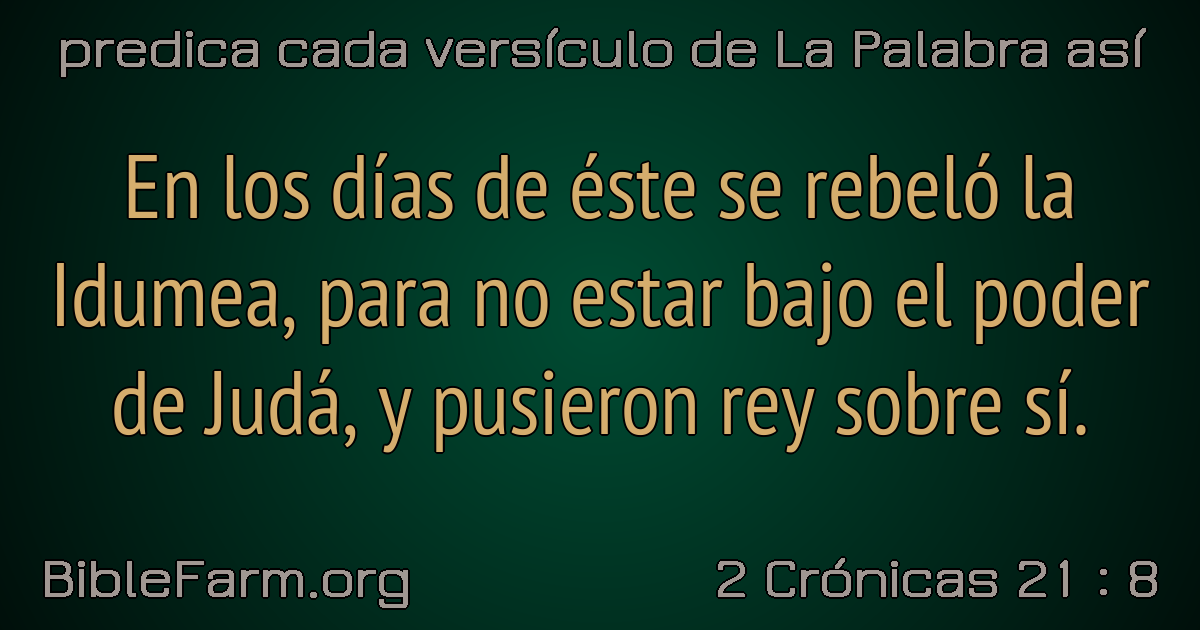 predica cada versículo de La Palabra así
En los días de éste se rebeló la
Idumea, para no estar bajo el poder
de Judá, y pusieron rey sobre sí.
BibleFarm.org
2 Crónicas 21 : 8